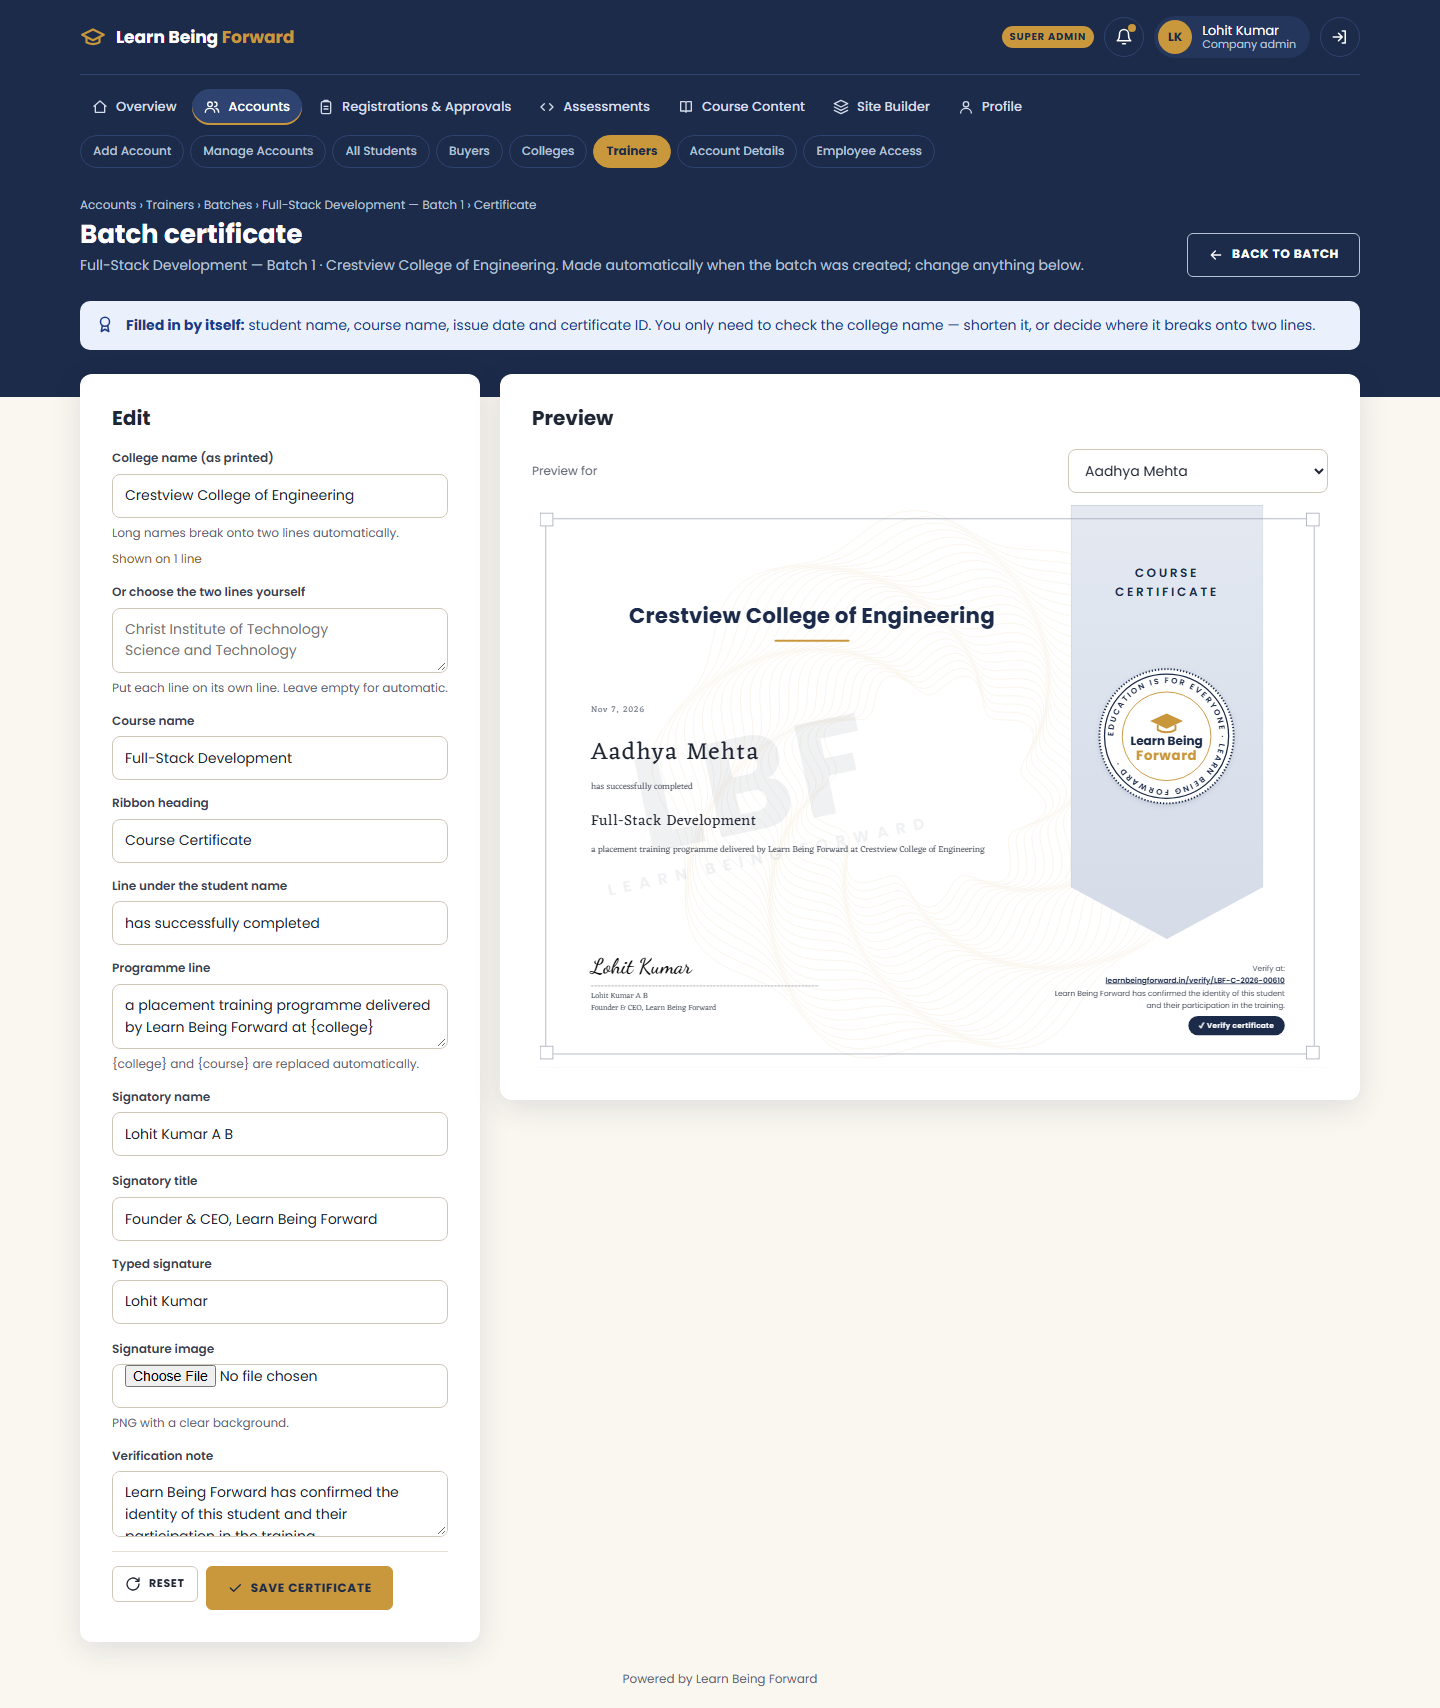 Learn Being Forward
SUPER ADMIN
LK
Lohit Kumar
Company admin
Overview
Accounts
Registrations & Approvals
Assessments
Course Content
Site Builder
Profile
Add Account
Manage Accounts
All Students
Buyers
Colleges
Trainers
Account Details
Employee Access
Accounts › Trainers › Batches › Full-Stack Development — Batch 1 › Certificate
Batch certificate
Full-Stack Development — Batch 1 · Crestview College of Engineering. Made automatically when the batch was created; change anything below.
BACK TO BATCH
Filled in by itself: student name, course name, issue date and certificate ID. You only need to check the college name — shorten it, or decide where it breaks onto two lines.
Edit
College name (as printed)
Crestview College of Engineering
Long names break onto two lines automatically.
Shown on 1 line
Or choose the two lines yourself
Christ Institute of Technology
Science and Technology
Put each line on its own line. Leave empty for automatic.
Course name
Full-Stack Development
Ribbon heading
Course Certificate
Line under the student name
has successfully completed
Programme line
a placement training programme delivered
by Learn Being Forward at {college}
{college} and {course} are replaced automatically.
Signatory name
Lohit Kumar A B
Signatory title
Founder & CEO, Learn Being Forward
Typed signature
Lohit Kumar
Signature image
Choose File No file chosen
PNG with a clear background.
Verification note
Learn Being Forward has confirmed the
identity of this student and their
participation in the training.
RESET
SAVE CERTIFICATE
Preview
Preview for
Aadhya Mehta
COURSE
CERTIFICATE
Crestview College of Engineering
EDUCATION IS FOR EVERYONE · LEARN BEING FORWARD ·
Learn Being
Forward
Nov 7, 2026
Aadhya Mehta
has successfully completed
Full-Stack Development
a placement training programme delivered by Learn Being Forward at Crestview College of Engineering
LBF
LEARN BEING FORWARD
Lohit Kumar
Lohit Kumar A B
Founder & CEO, Learn Being Forward
Verify at:
learnbeingforward.in/verify/LBF-C-2026-00610
Learn Being Forward has confirmed the identity of this student
and their participation in the training.
✓ Verify certificate
Powered by Learn Being Forward